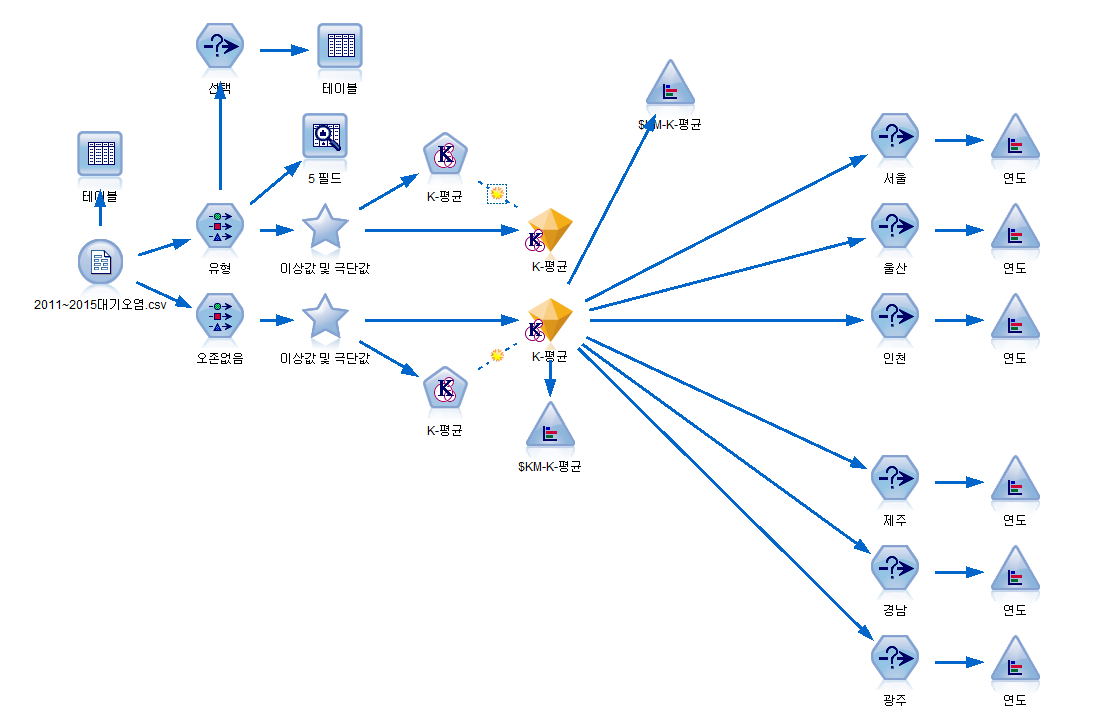 선택
테이블
$KM-K-평균
테이블
5 필드
K-평균
서울
연도
유형
이상값 및 극단값
K-평균
울산
연도
2011~2015대기오염.csv
오존없음
이상값 및 극단값
K-평균
인천
연도
K-평균
$KM-K-평균
제주
연도
경남
연도
광주
연도